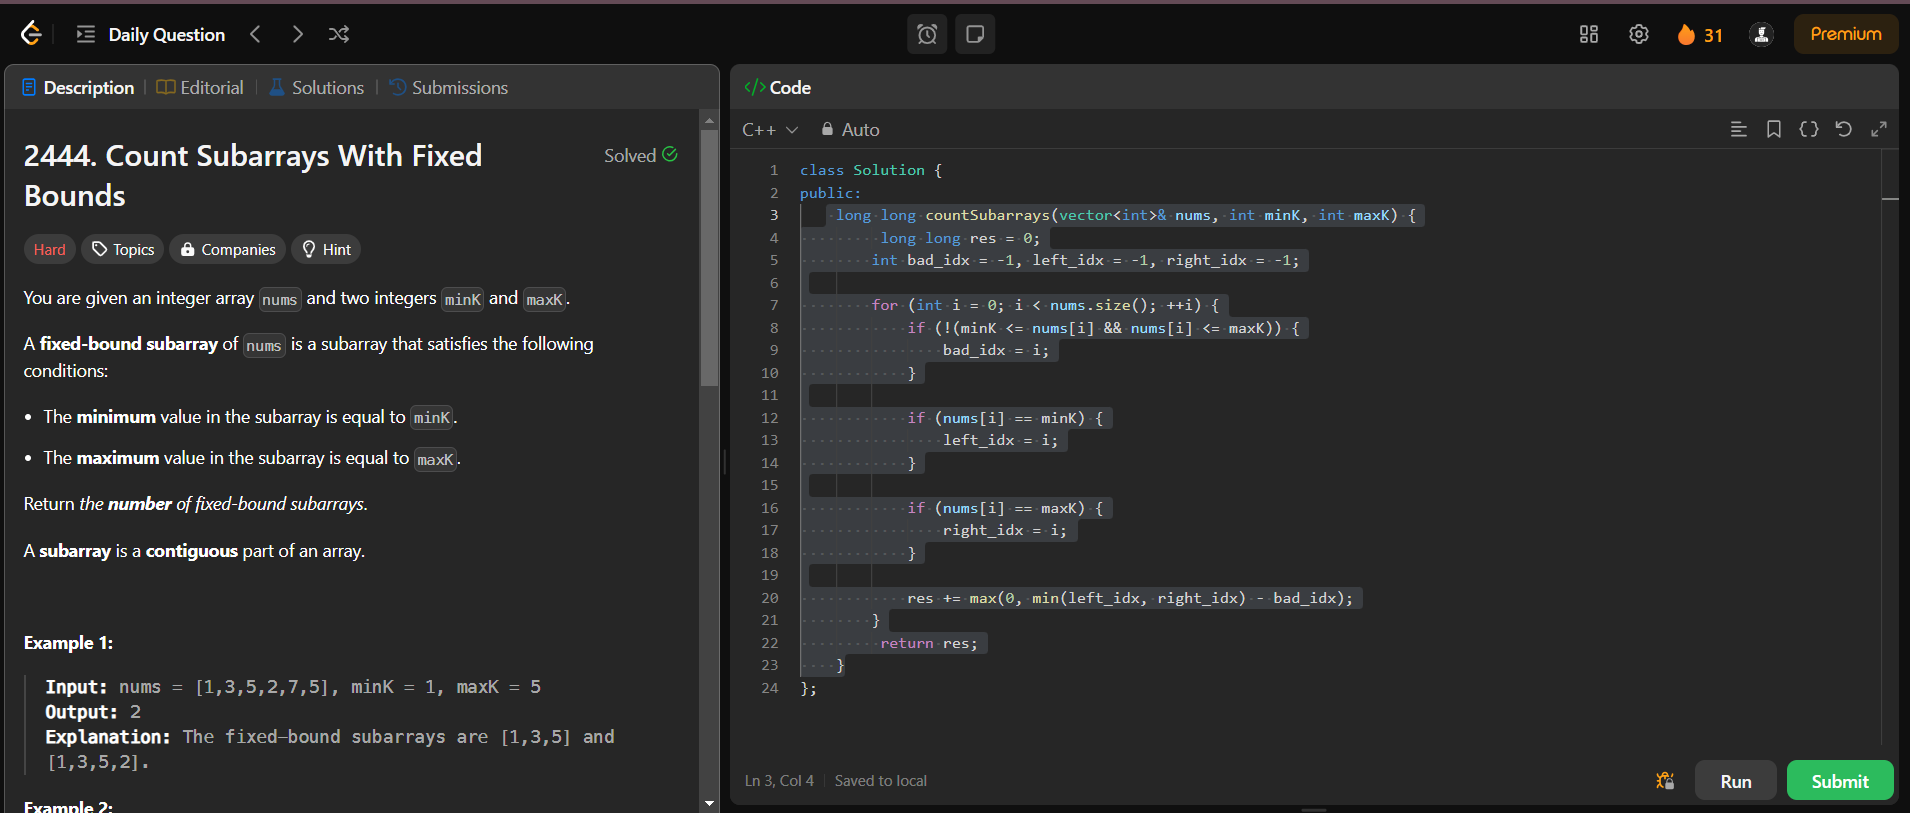 Daily Question
31
Premium
Description
Editorial
Solutions
Submissions
2444. Count Subarrays With Fixed
Bounds
Solved
Hard
Topics
Companies
Hint
You are given an integer array nums and two integers minK and maxK.
A fixed-bound subarray of nums is a subarray that satisfies the following
conditions:
• The minimum value in the subarray is equal to minK.
• The maximum value in the subarray is equal to maxK.
Return the number of fixed-bound subarrays.
A subarray is a contiguous part of an array.
Example 1:
Input: nums = [1,3,5,2,7,5], minK = 1, maxK = 5
Output: 2
Explanation: The fixed-bound subarrays are [1,3,5] and
[1,3,5,2].
Example 2:
</> Code
C++
Auto
1 class Solution {
2 public:
3 long long countSubarrays(vector<int>& nums, int minK, int maxK) {
4 long long res = 0;
5 int bad_idx = -1, left_idx = -1, right_idx = -1;
6
7 for (int i = 0; i < nums.size(); ++i) {
8 if (!(minK <= nums[i] && nums[i] <= maxK)) {
9 bad_idx = i;
10 }
11
12 if (nums[i] == minK) {
13 left_idx = i;
14 }
15
16 if (nums[i] == maxK) {
17 right_idx = i;
18 }
19
20 res += max(0, min(left_idx, right_idx) - bad_idx);
21 }
22 return res;
23 }
24 };
Ln 3, Col 4
Saved to local
Run
Submit